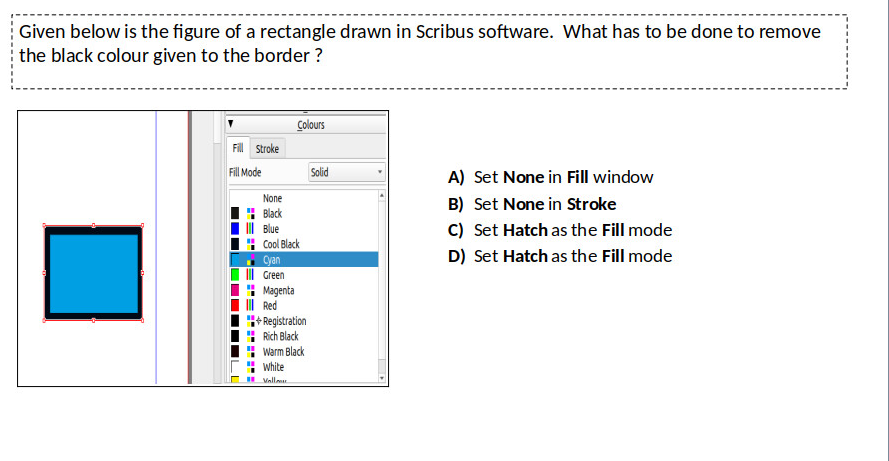 Given below is the figure of a rectangle drawn in Scribus software. What has to be done to remove
the black colour given to the border ?
Colours
Fill Stroke
Fill Mode Solid
None
Black
Blue
Cool Black
Cyan
Green
Magenta
Red
Registration
Rich Black
Warm Black
White
Yellow
A) Set None in Fill window
B) Set None in Stroke
C) Set Hatch as the Fill mode
D) Set Hatch as the Fill mode